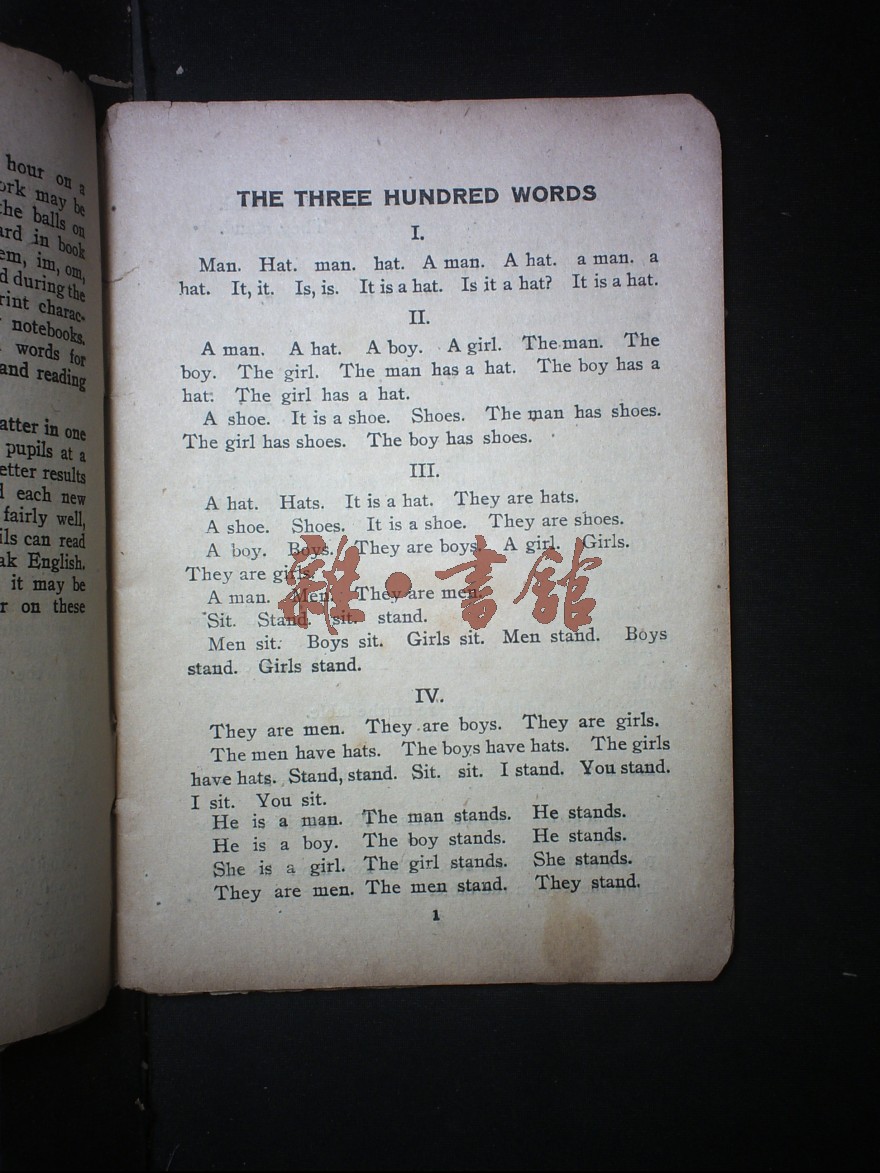 hour on a
ork may be
the balls on
ard in book
em, im, om,
d during the
rint charac-
notebooks.
words for
and reading
atter in one
pupils at a
etter results
each new
fairly well,
ils can read
ak English.
it may be
r on these
THE THREE HUNDRED WORDS
I.
Man. Hat. man. hat. A man. A hat. a man. a
hat. It, it. Is, is. It is a hat. Is it a hat? It is a hat.
II.
A man. A hat. A boy. A girl. The man. The
boy. The girl. The man has a hat. The boy has a
hat. The girl has a hat.
A shoe. It is a shoe. Shoes. The man has shoes.
The girl has shoes. The boy has shoes.
III.
A hat. Hats. It is a hat. They are hats.
A shoe. Shoes. It is a shoe. They are shoes.
A boy. Boys. They are boys. A girl. Girls.
They are girls.
A man. Men. They are men.
Sit. Stand. sit. stand.
Men sit. Boys sit. Girls sit. Men stand. Boys
stand. Girls stand.
雜·書館
IV.
They are men. They are boys. They are girls.
The men have hats. The boys have hats. The girls
have hats. Stand, stand. Sit. sit. I stand. You stand.
I sit. You sit.
He is a man. The man stands. He stands.
He is a boy. The boy stands. He stands.
She is a girl. The girl stands. She stands.
They are men. The men stand. They stand.
1